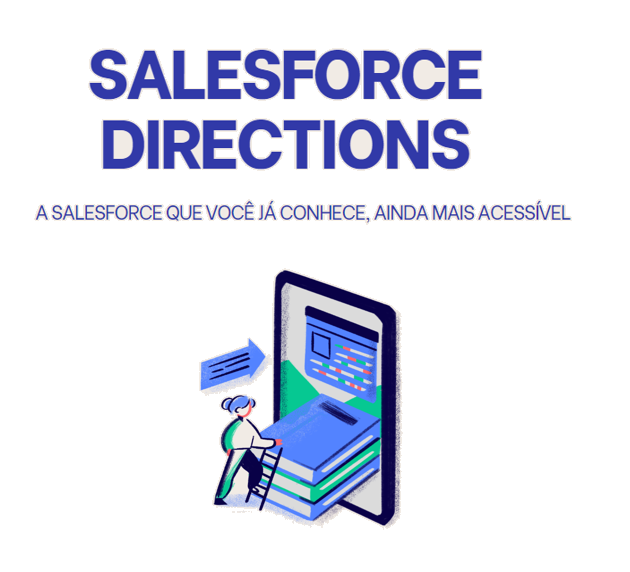 SALESFORCE
DIRECTIONS
A SALESFORCE QUE VOCÊ JÁ CONHECE, AINDA MAIS ACESSÍVEL